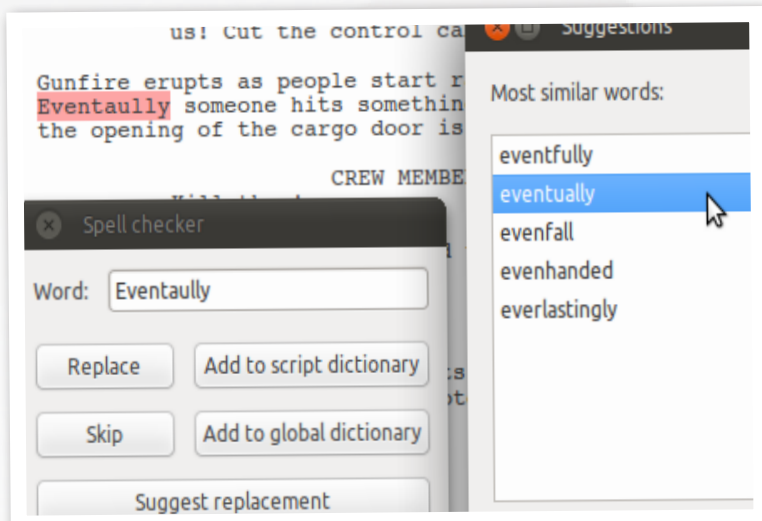 us! Cut the control ca
Gunfire erupts as people start r
Eventaully someone hits somethin
the opening of the cargo door is
CREW MEMBE
Spell checker
Word: Eventaully
Replace
Add to script dictionary
Skip
Add to global dictionary
Suggest replacement
Suggestions
Most similar words:
eventfully
eventually
evenfall
evenhanded
everlastingly